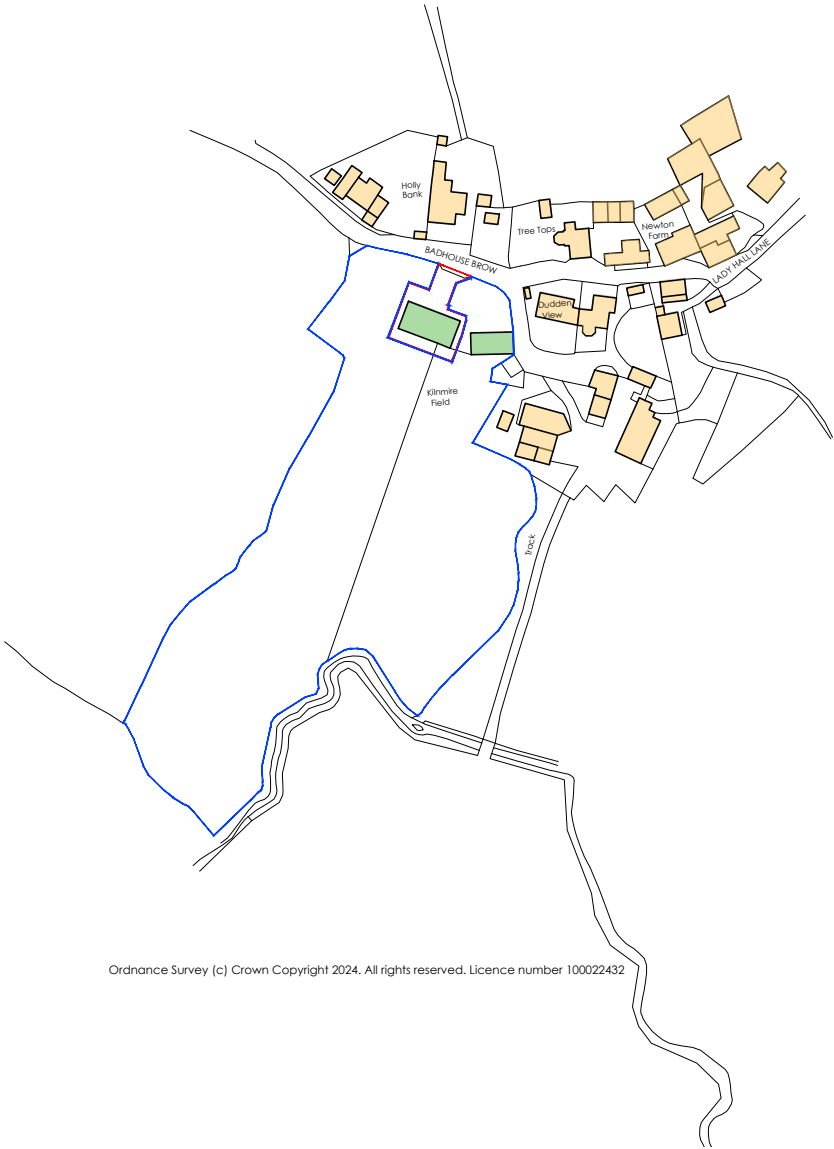 Holly
Bank
Tree Tops
Newton
Farm
BADHOUSE BROW
LADY HALL LANE
Dudden
view
Kilnmire
Field
Track
Ordnance Survey (c) Crown Copyright 2024. All rights reserved. Licence number 100022432